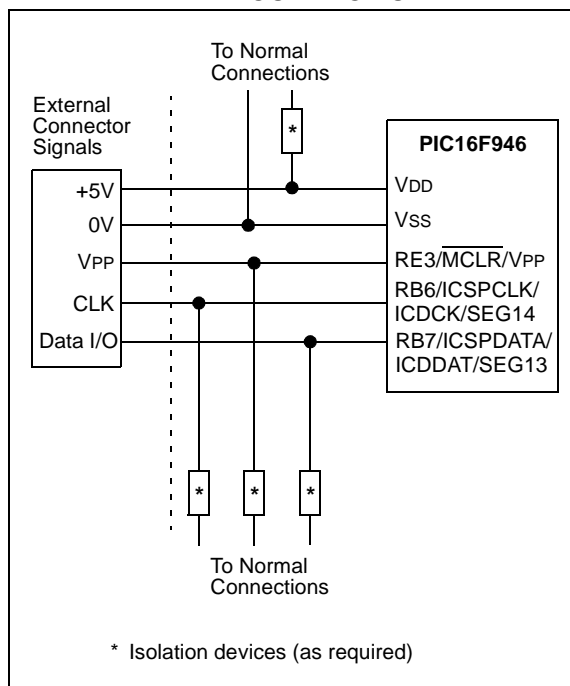 To Normal
Connections
External
Connector
Signals
*
PIC16F946
+5V
0V
VPP
CLK
Data I/O
VDD
VSS
RE3/MCLR/VPP
RB6/ICSPCLK/
ICDCK/SEG14
RB7/ICSPDATA/
ICDDAT/SEG13
* * *
To Normal
Connections
* Isolation devices (as required)